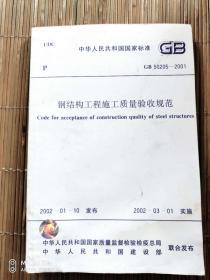 UDC
中华人民共和国国家标准 GB
P GB 50205-2001
钢结构工程施工质量验收规范
Code for acceptance of construction quality of steel structures
2002-01-10 发布 2002-03-01 实施
中华人民共和国国家质量监督检验检疫总局
中华人民共和国建设部
联合发布